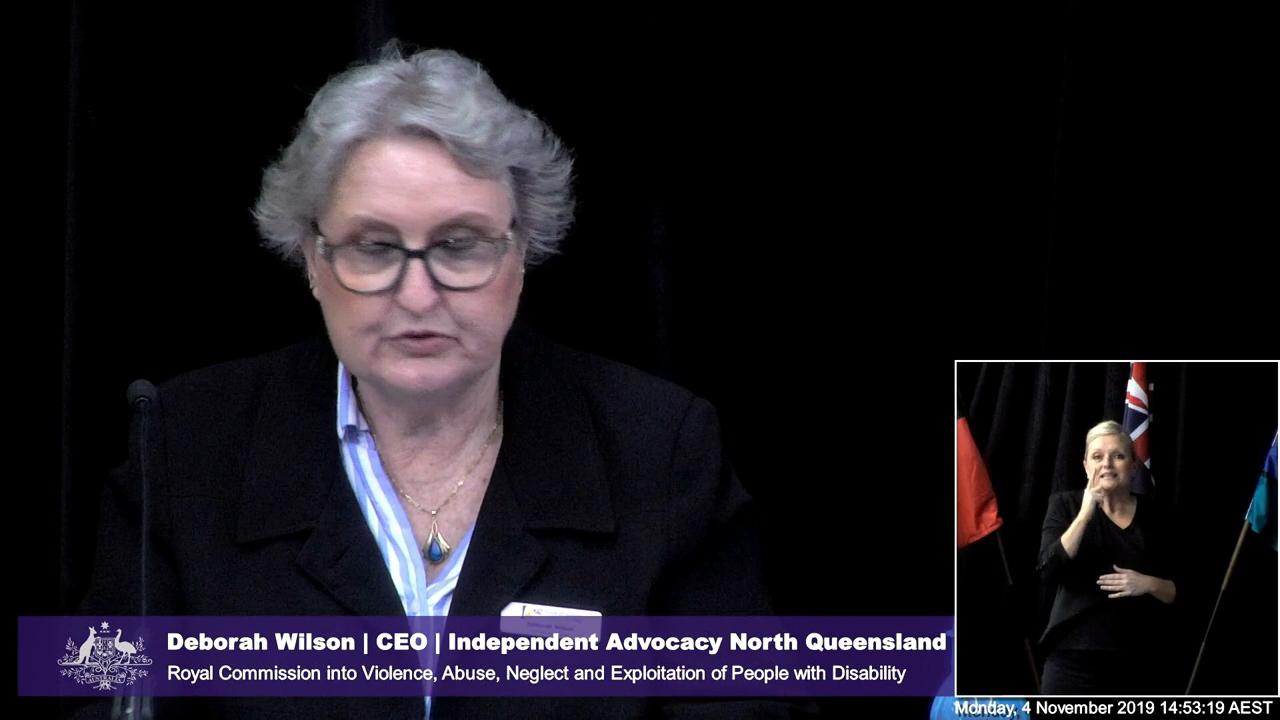 Deborah Wilson | CEO | Independent Advocacy North Queensland
Royal Commission into Violence, Abuse, Neglect and Exploitation of People with Disability
Monday, 4 November 2019 14:53:19 AEST